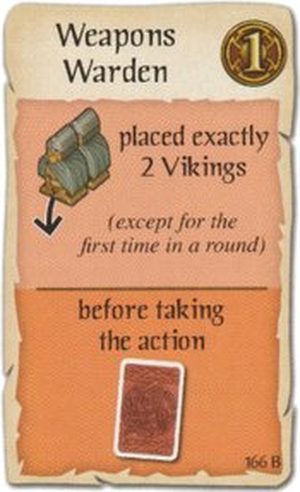 Weapons
Warden
1
placed exactly
2 Vikings
(except for the
first time in a round)
before taking
the action
166 B